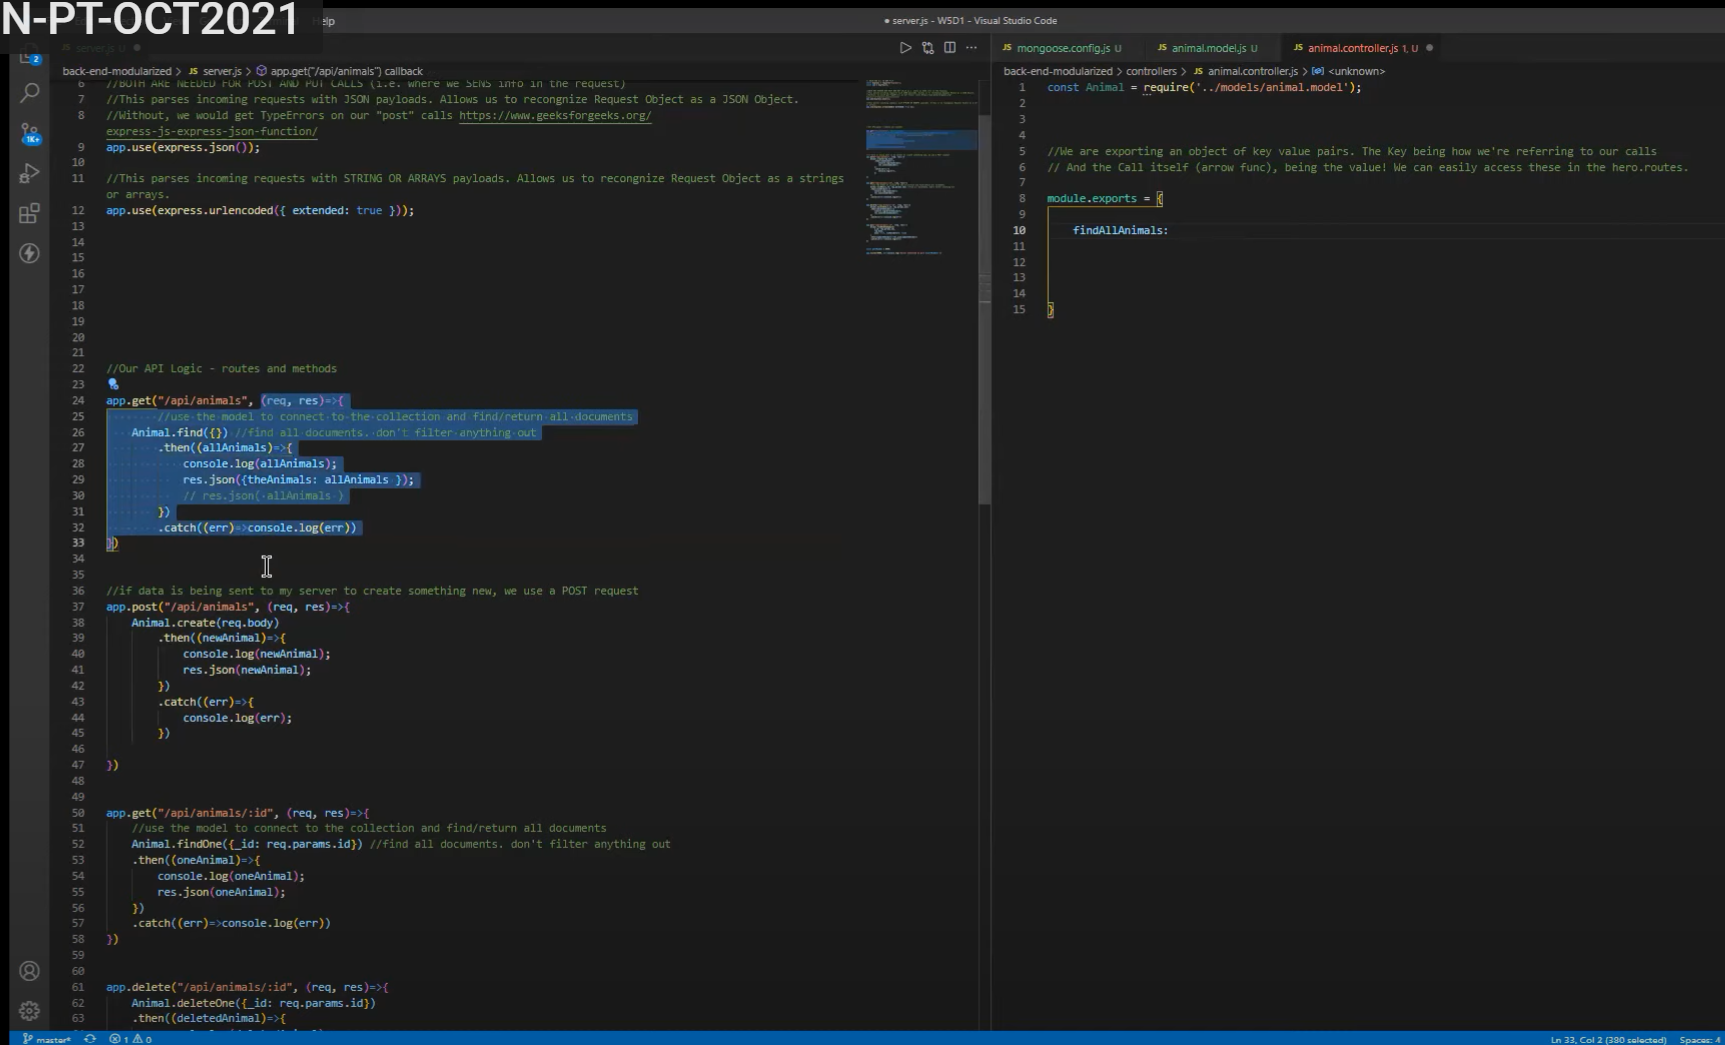 N-PT-OCT2021
Help
● server.js - W5D1 - Visual Studio Code
server.js U ●
back-end-modularized > server.js > app.get("/api/animals") callback
6 //BOTH ARE NEEDED FOR POST AND PUT CALLS (i.e. where we SENS info in the request)
7 //This parses incoming requests with JSON payloads. Allows us to recongnize Request Object as a JSON Object.
8 //Without, we would get TypeErrors on our "post" calls https://www.geeksforgeeks.org/
express-js-express-json-function/
9 app.use(express.json());
10
11 //This parses incoming requests with STRING OR ARRAYS payloads. Allows us to recongnize Request Object as a strings
or arrays.
12 app.use(express.urlencoded({ extended: true }));
13
14
15
16
17
18
19
20
21
22 //Our API Logic - routes and methods
23
24 app.get("/api/animals", (req, res)=>{
25 //use the model to connect to the collection and find/return all documents
26 Animal.find({}) //find all documents. don't filter anything out
27 .then((allAnimals)=>{
28 console.log(allAnimals);
29 res.json({theAnimals: allAnimals });
30 // res.json( allAnimals )
31 })
32 .catch((err)=>console.log(err))
33 })
34
35
36 //if data is being sent to my server to create something new, we use a POST request
37 app.post("/api/animals", (req, res)=>{
38 Animal.create(req.body)
39 .then((newAnimal)=>{
40 console.log(newAnimal);
41 res.json(newAnimal);
42 })
43 .catch((err)=>{
44 console.log(err);
45 })
46
47 })
48
49
50 app.get("/api/animals/:id", (req, res)=>{
51 //use the model to connect to the collection and find/return all documents
52 Animal.findOne({_id: req.params.id}) //find all documents. don't filter anything out
53 .then((oneAnimal)=>{
54 console.log(oneAnimal);
55 res.json(oneAnimal);
56 })
57 .catch((err)=>console.log(err))
58 })
59
60
61 app.delete("/api/animals/:id", (req, res)=>{
62 Animal.deleteOne({_id: req.params.id})
63 .then((deletedAnimal)=>{
JS mongoose.config.js U JS animal.model.js U JS animal.controller.js 1, U ●
back-end-modularized > controllers > JS animal.controller.js > <unknown>
1 const Animal = require('../models/animal.model');
2
3
4
5 //We are exporting an object of key value pairs. The Key being how we're referring to our calls
6 // And the Call itself (arrow func), being the value! We can easily access these in the hero.routes.
7
8 module.exports = {
9
10 findAllAnimals:
11
12
13
14
15 }
2
1K+
master* 1 0
Ln 33, Col 2 (380 selected) Spaces: 4